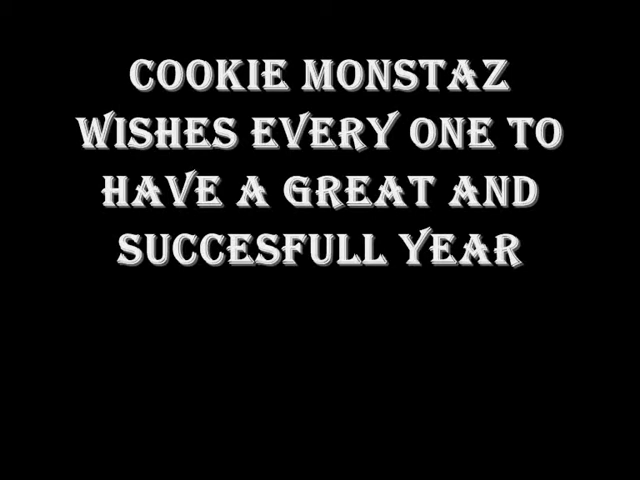 COOKIE MONSTAZ
WISHES EVERY ONE TO
HAVE A GREAT AND
SUCCESFULL YEAR